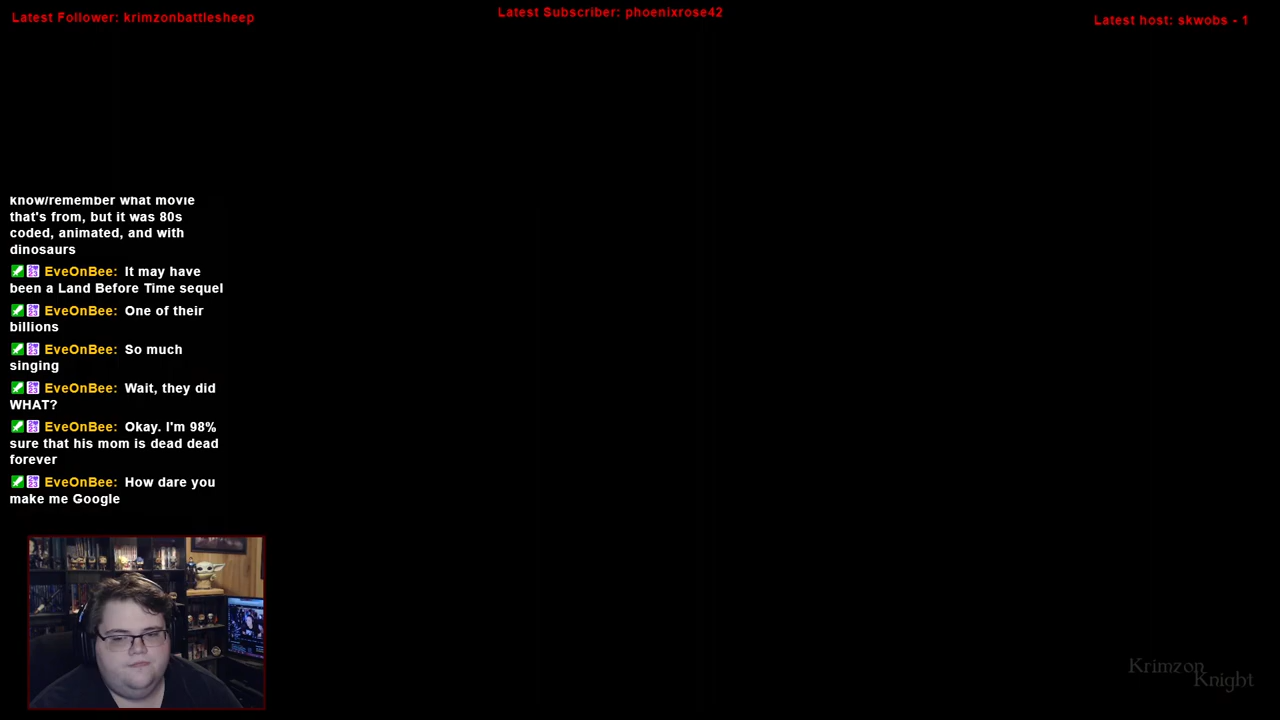 Latest Follower: krimzonbattlesheep
Latest Subscriber: phoenixrose42
Latest host: skwobs - 1
know/remember what movie
that's from, but it was 80s
coded, animated, and with
dinosaurs
EveOnBee: It may have
been a Land Before Time sequel
EveOnBee: One of their
billions
EveOnBee: So much
singing
EveOnBee: Wait, they did
WHAT?
EveOnBee: Okay. I'm 98%
sure that his mom is dead dead
forever
EveOnBee: How dare you
make me Google
Krimzon
Knight